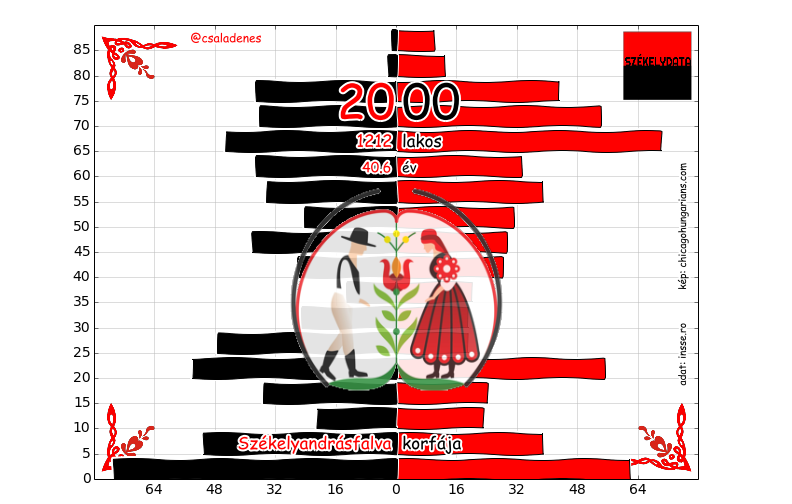 @csaladenes
SZÉKELYDATA
2000
1212 lakos
40.6 év
kép: chicagohungarians.com
adat: insse.ro
Székelyandrásfalva korfája
85
80
75
70
65
60
55
50
45
40
35
30
25
20
15
10
5
0
64 48 32 16 0 16 32 48 64